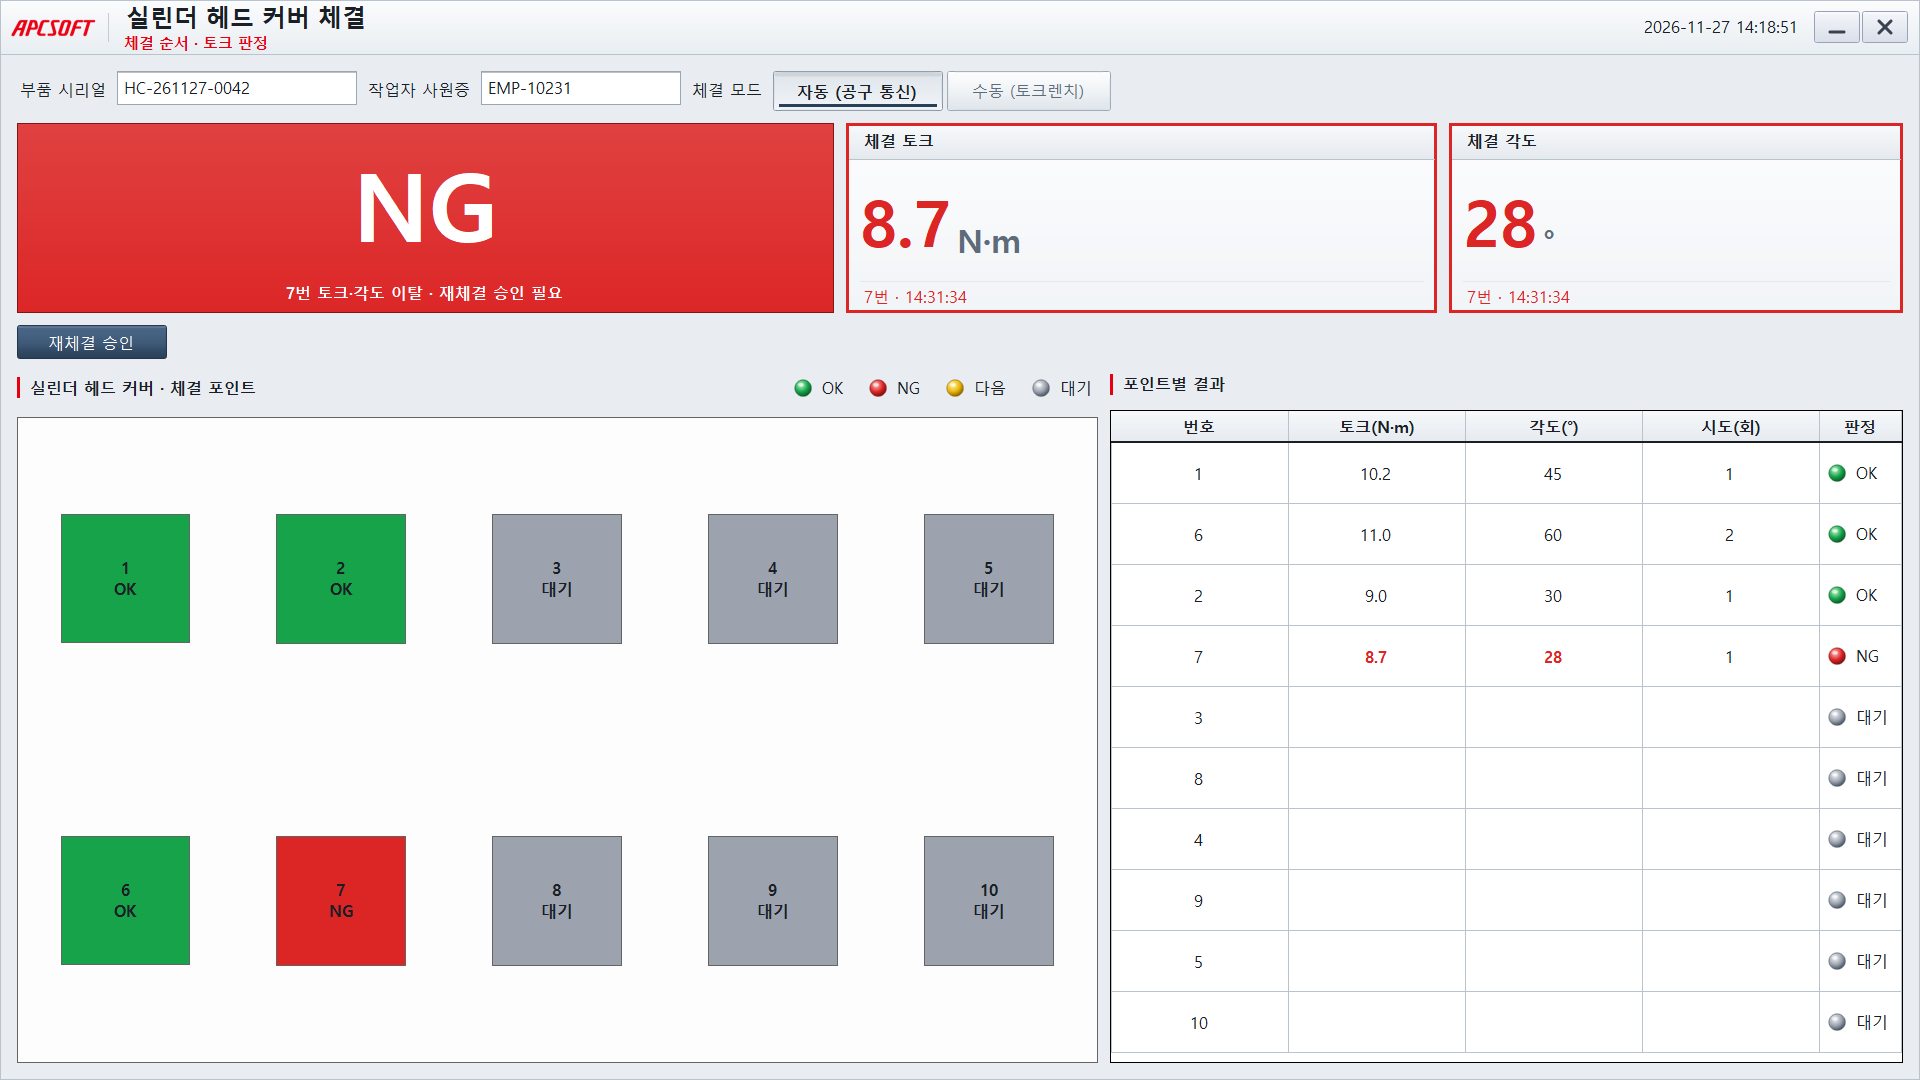 APCSOFT
실린더 헤드 커버 체결
체결 순서 · 토크 판정
2026-11-27 14:18:51
부품 시리얼 HC-261127-0042 작업자 사원증 EMP-10231 체결 모드 자동 (공구 통신) 수동 (토크렌치)
NG
7번 토크·각도 이탈 · 재체결 승인 필요
체결 토크
8.7 N·m
7번 · 14:31:34
체결 각도
28 °
7번 · 14:31:34
재체결 승인
실린더 헤드 커버 · 체결 포인트
OK NG 다음 대기
1
OK
2
OK
3
대기
4
대기
5
대기
6
OK
7
NG
8
대기
9
대기
10
대기
포인트별 결과
번호 토크(N·m) 각도(°) 시도(회) 판정
1 10.2 45 1 OK
6 11.0 60 2 OK
2 9.0 30 1 OK
7 8.7 28 1 NG
3 대기
8 대기
4 대기
9 대기
5 대기
10 대기